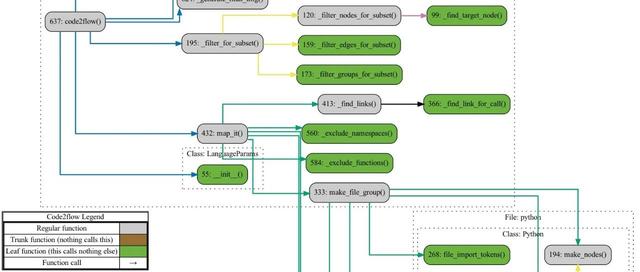 637: code2flow()
120: _filter_nodes_for_subset()
99: _find_target_node()
195: _filter_for_subset()
159: _filter_edges_for_subset()
173: _filter_groups_for_subset()
413: _find_links()
366: _find_link_for_call()
432: map_it()
560: _exclude_namespaces()
Class: LanguageParams
584: _exclude_functions()
55: __init__()
333: make_file_group()
Code2flow Legend
Regular function
Trunk function (nothing calls this)
Leaf function (this calls nothing else)
Function call →
File: python
Class: Python
268: file_import_tokens()
194: make_nodes()